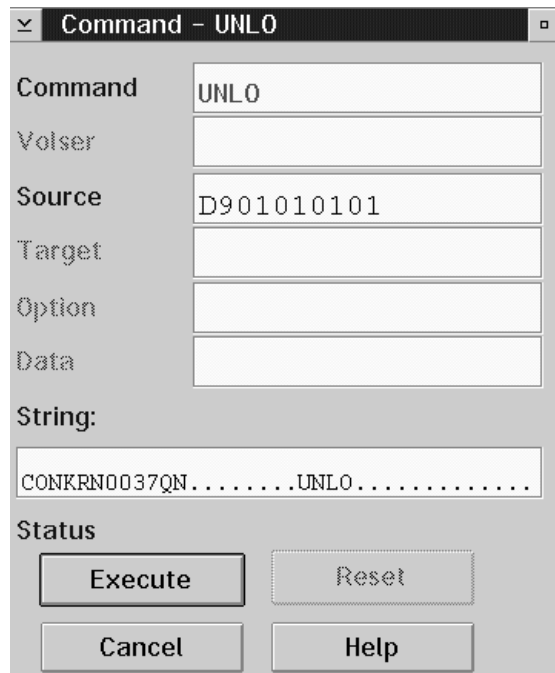 Command - UNLO
Command UNLO
Volser
Source D901010101
Target
Option
Data
String:
CONKRN0037QN........UNLO.............
Status
Execute Reset
Cancel Help